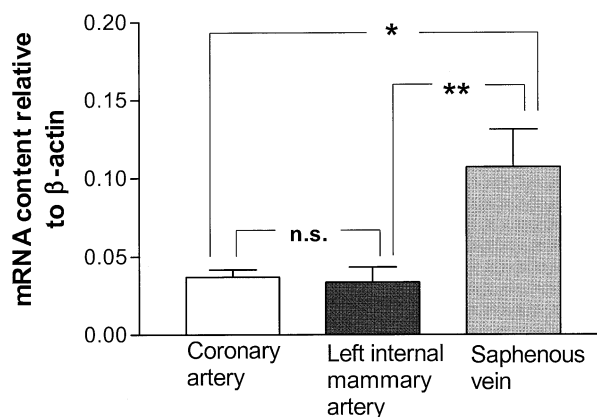 mRNA content relative
to β-actin
0.20
0.15
0.10
0.05
0.00
*
**
n.s.
Coronary
artery
Left internal
mammary
artery
Saphenous
vein